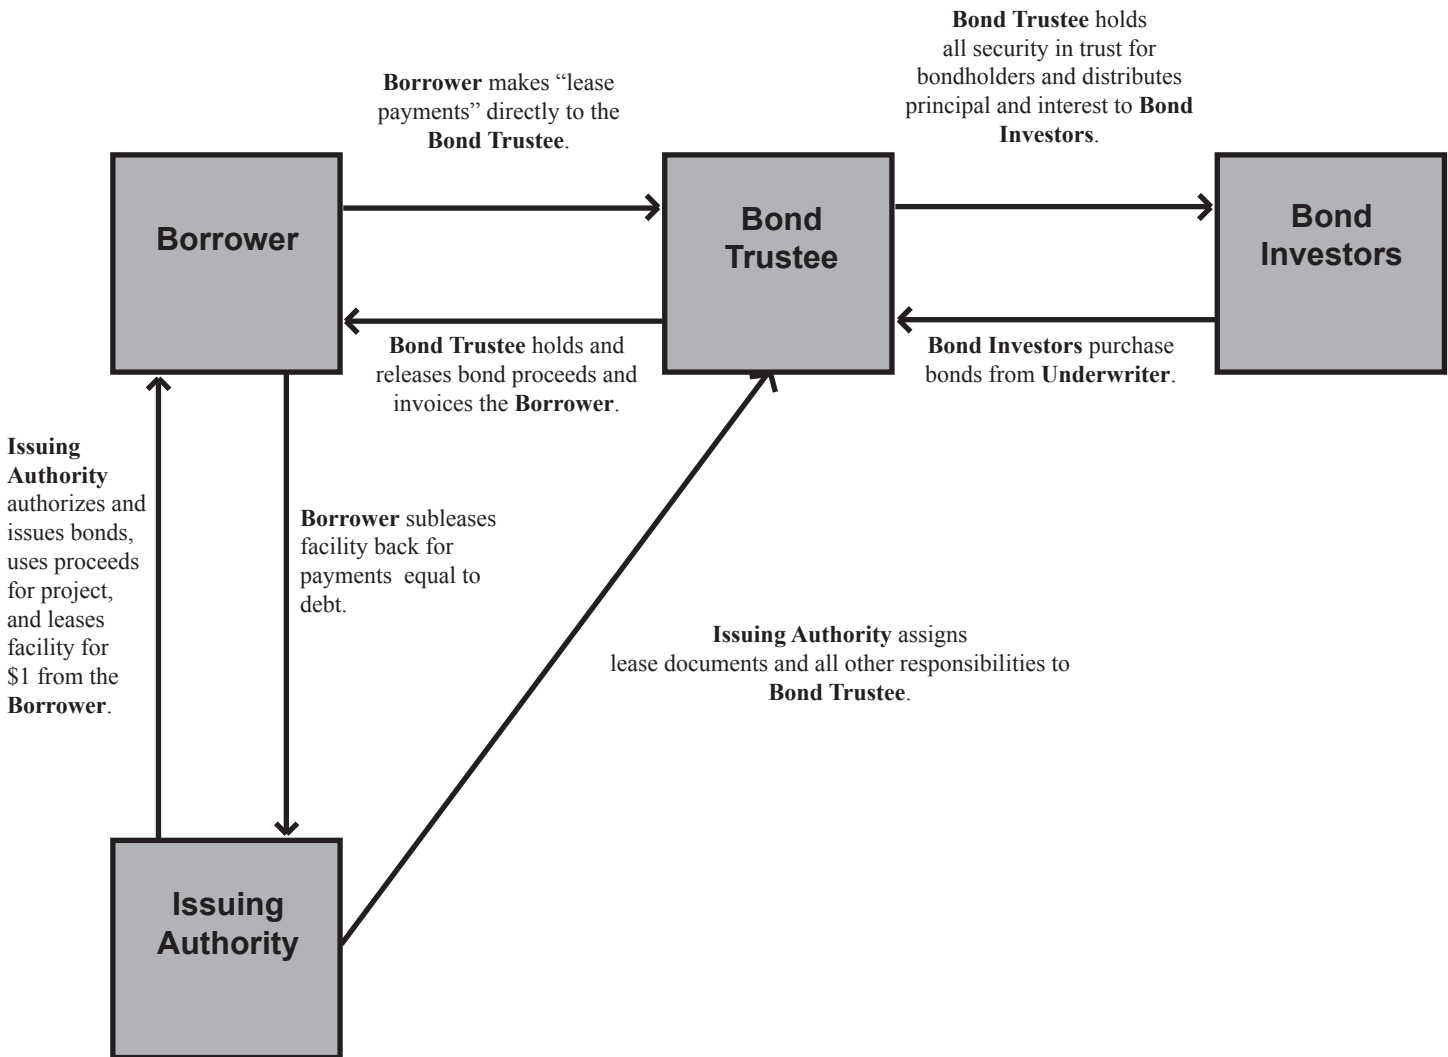 Bond Trustee holds
all security in trust for
bondholders and distributes
principal and interest to Bond
Investors.
Borrower makes “lease
payments” directly to the
Bond Trustee.
Borrower
Bond
Trustee
Bond
Investors
Bond Trustee holds and
releases bond proceeds and
invoices the Borrower.
Bond Investors purchase
bonds from Underwriter.
Issuing
Authority
authorizes and
issues bonds,
uses proceeds
for project,
and leases
facility for
$1 from the
Borrower.
Borrower subleases
facility back for
payments equal to
debt.
Issuing Authority assigns
lease documents and all other responsibilities to
Bond Trustee.
Issuing
Authority